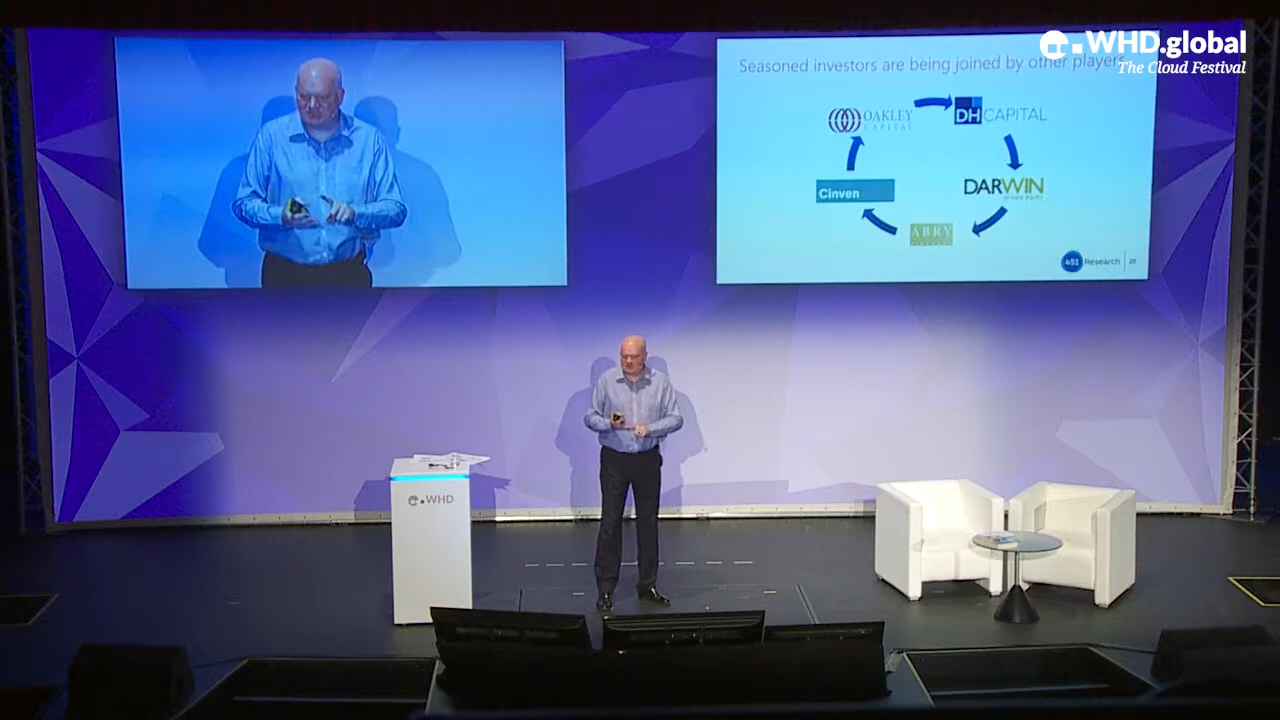 WHD.global
The Cloud Festival
Seasoned investors are being joined by other players
OAKLEY
CAPITAL
DH CAPITAL
DARWIN
private equity
ABRY
Cinven
451 Research 20
WHD